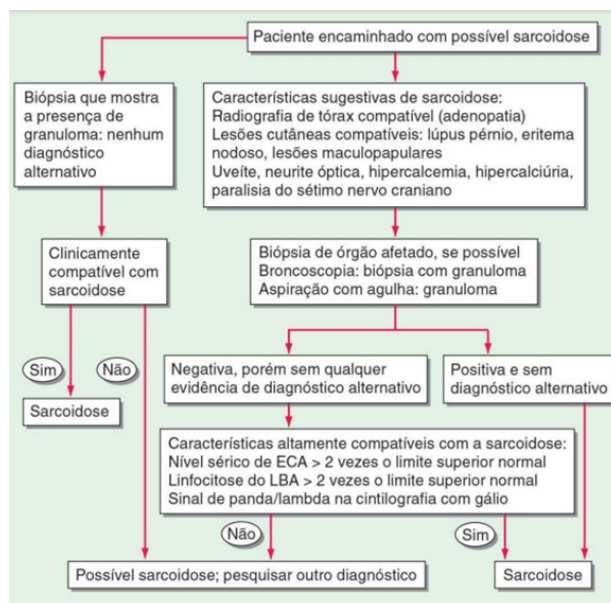 Paciente encaminhado com possível sarcoidose
Biópsia que mostra
a presença de
granuloma: nenhum
diagnóstico
alternativo
Características sugestivas de sarcoidose:
Radiografia de tórax compatível (adenopatia)
Lesões cutâneas compatíveis: lúpus pérnio, eritema
nodoso, lesões maculopapulares
Uveíte, neurite óptica, hipercalcemia, hipercalciúria,
paralisia do sétimo nervo craniano
Clinicamente
compatível com
sarcoidose
Biópsia de órgão afetado, se possível
Broncoscopia: biópsia com granuloma
Aspiração com agulha: granuloma
Sim
Não
Negativa, porém sem qualquer
evidência de diagnóstico alternativo
Positiva e sem
diagnóstico alternativo
Sarcoidose
Características altamente compatíveis com a sarcoidose:
Nível sérico de ECA > 2 vezes o limite superior normal
Linfocitose do LBA > 2 vezes o limite superior normal
Sinal de panda/lambda na cintilografia com gálio
Não
Sim
Possível sarcoidose; pesquisar outro diagnóstico
Sarcoidose